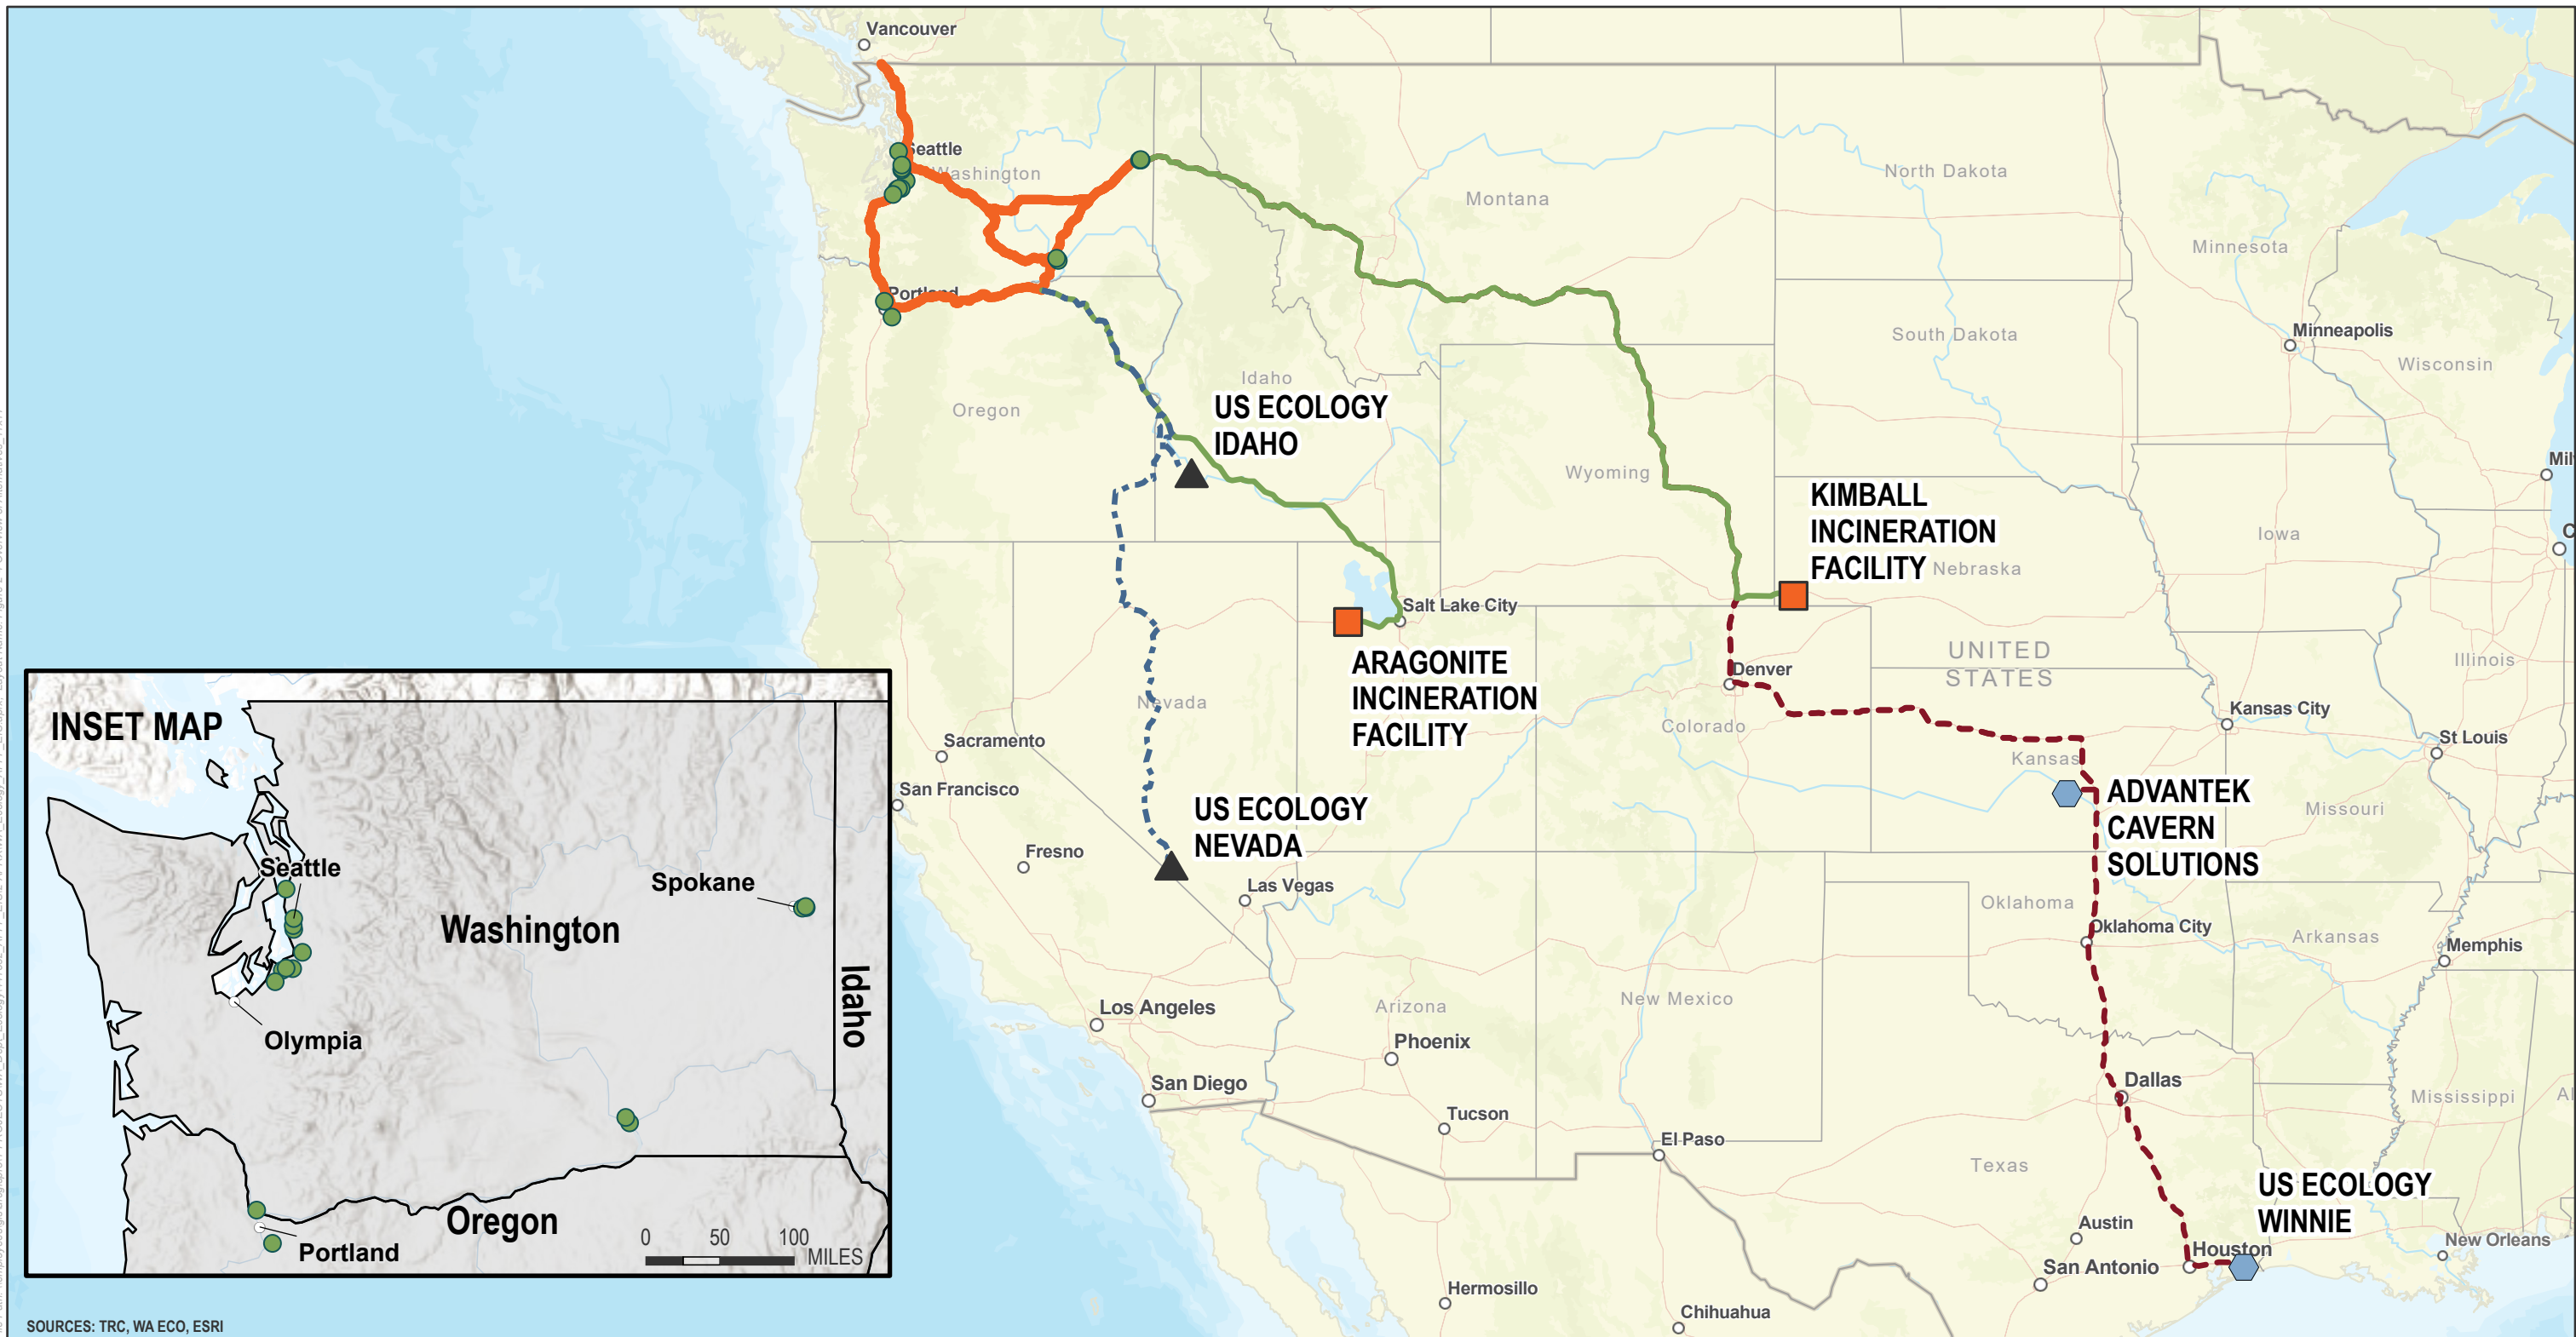 Vancouver
Seattle
Washington
Montana
North Dakota
Minnesota
Portland
South Dakota
Minneapolis
Wisconsin
Idaho
US ECOLOGY
IDAHO
Oregon
Wyoming
KIMBALL
INCINERATION
FACILITY
Nebraska
Iowa
Mil
C
Salt Lake City
ARAGONITE
INCINERATION
FACILITY
UNITED
STATES
Illinois
Denver
Nevada
Colorado
Kansas City
St Louis
Kansas
Sacramento
San Francisco
US ECOLOGY
NEVADA
ADVANTEK
CAVERN
SOLUTIONS
Missouri
Fresno
Las Vegas
Oklahoma
Oklahoma City
Arkansas
Memphis
Los Angeles
Arizona
New Mexico
Phoenix
San Diego
Tucson
El Paso
Dallas
Mississippi
Al
Texas
US ECOLOGY
WINNIE
Austin
Houston
New Orleans
San Antonio
Hermosillo
Chihuahua
INSET MAP
Seattle
Spokane
Washington
Olympia
Idaho
Oregon
Portland
0 50 100
MILES
SOURCES: TRC, WA ECO, ESRI